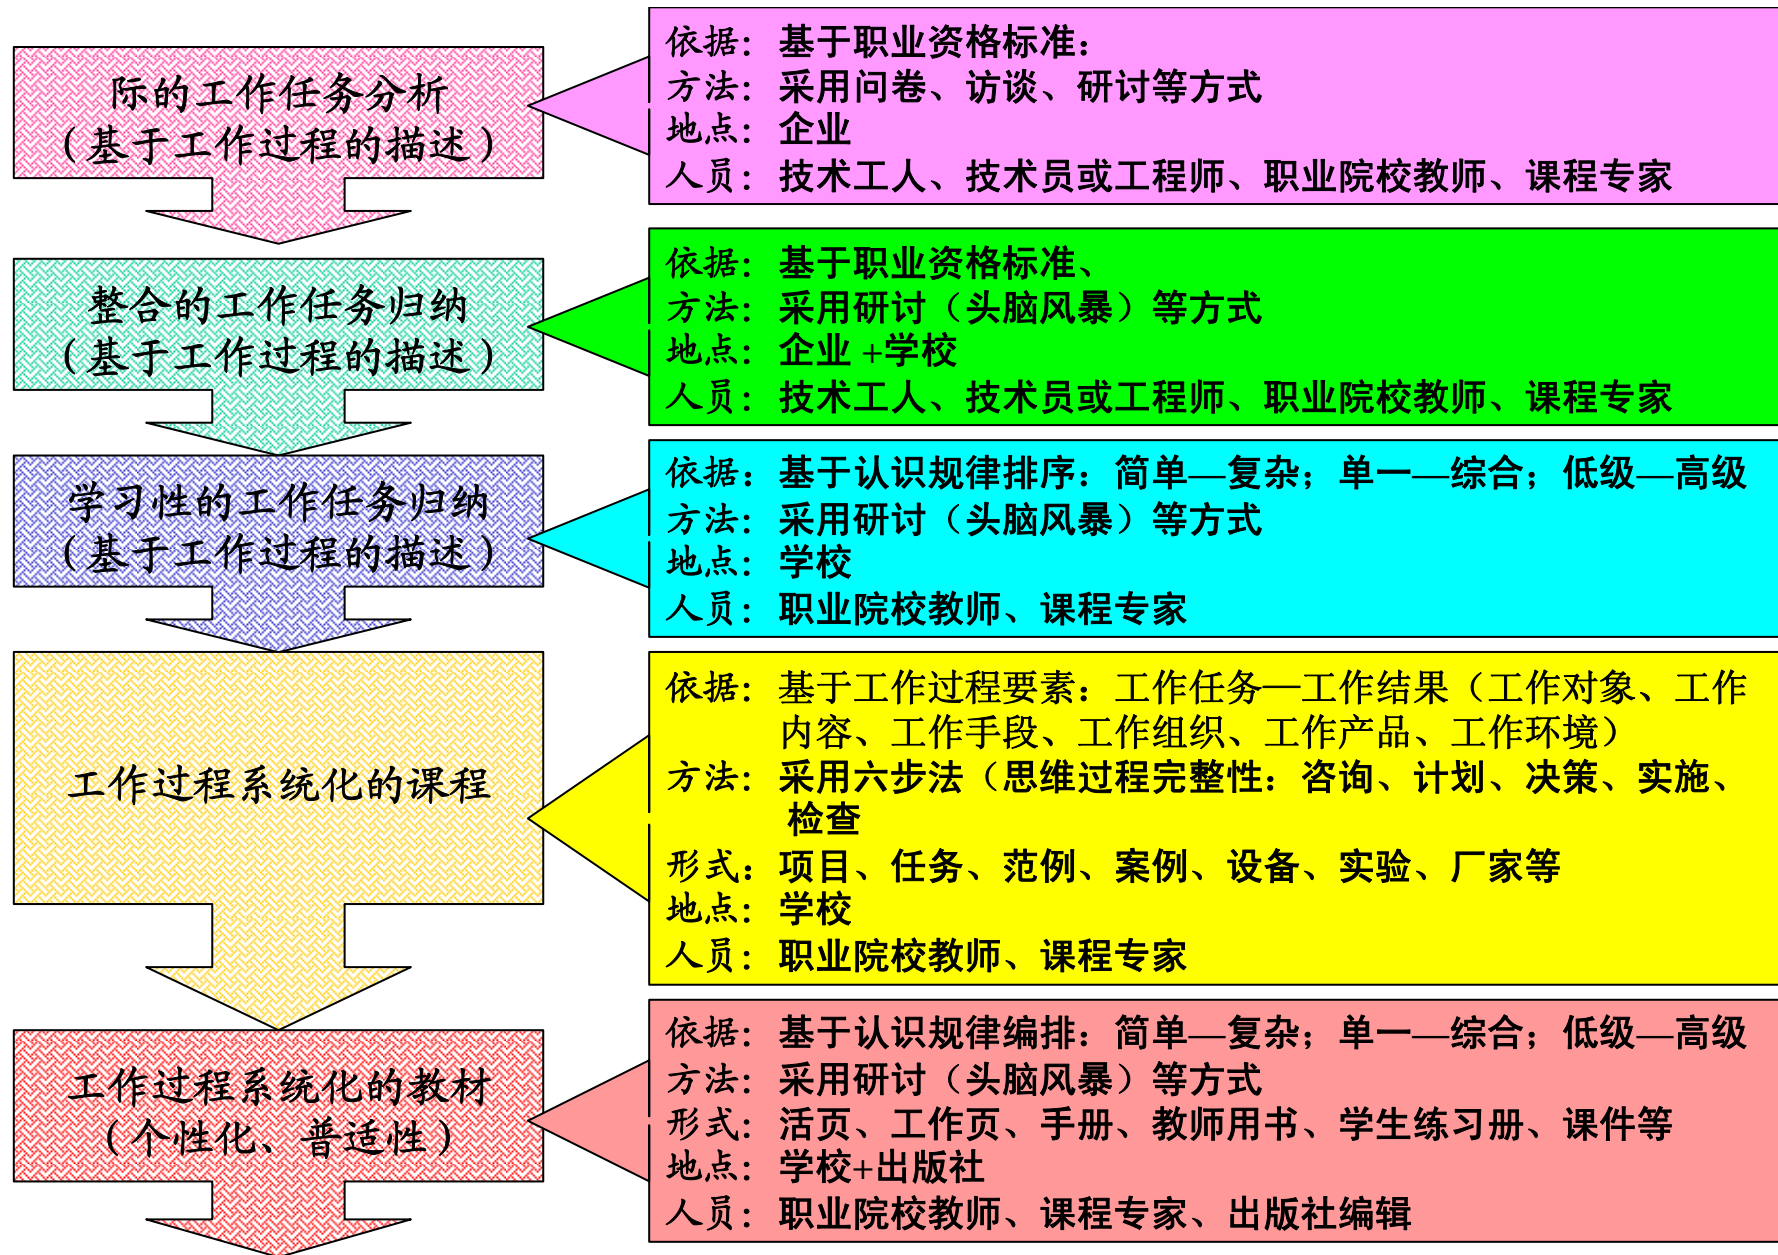 际的工作任务分析
（基于工作过程的描述）
依据：基于职业资格标准：
方法：采用问卷、访谈、研讨等方式
地点：企业
人员：技术工人、技术员或工程师、职业院校教师、课程专家
整合的工作任务归纳
（基于工作过程的描述）
依据：基于职业资格标准、
方法：采用研讨（头脑风暴）等方式
地点：企业 +学校
人员：技术工人、技术员或工程师、职业院校教师、课程专家
学习性的工作任务归纳
（基于工作过程的描述）
依据：基于认识规律排序：简单—复杂；单一—综合；低级—高级
方法：采用研讨（头脑风暴）等方式
地点：学校
人员：职业院校教师、课程专家
工作过程系统化的课程
依据：基于工作过程要素：工作任务—工作结果（工作对象、工作
内容、工作手段、工作组织、工作产品、工作环境）
方法：采用六步法（思维过程完整性：咨询、计划、决策、实施、
检查
形式：项目、任务、范例、案例、设备、实验、厂家等
地点：学校
人员：职业院校教师、课程专家
工作过程系统化的教材
（个性化、普适性）
依据：基于认识规律编排：简单—复杂；单一—综合；低级—高级
方法：采用研讨（头脑风暴）等方式
形式：活页、工作页、手册、教师用书、学生练习册、课件等
地点：学校+出版社
人员：职业院校教师、课程专家、出版社编辑